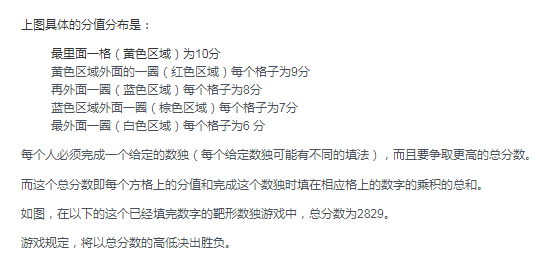 上图具体的分值分布是：
最里面一格（黄色区域）为10分
黄色区域外面的一圈（红色区域）每个格子为9分
再外面一圈（蓝色区域）每个格子为8分
蓝色区域外面一圈（棕色区域）每个格子为7分
最外面一圈（白色区域）每个格子为6 分
每个人必须完成一个给定的数独（每个给定数独可能有不同的填法），而且要争取更高的总分数。
而这个总分数即每个方格上的分值和完成这个数独时填在相应格上的数字的乘积的总和。
如图，在以下的这个已经填完数字的靶形数独游戏中，总分数为2829。
游戏规定，将以总分数的高低决出胜负。